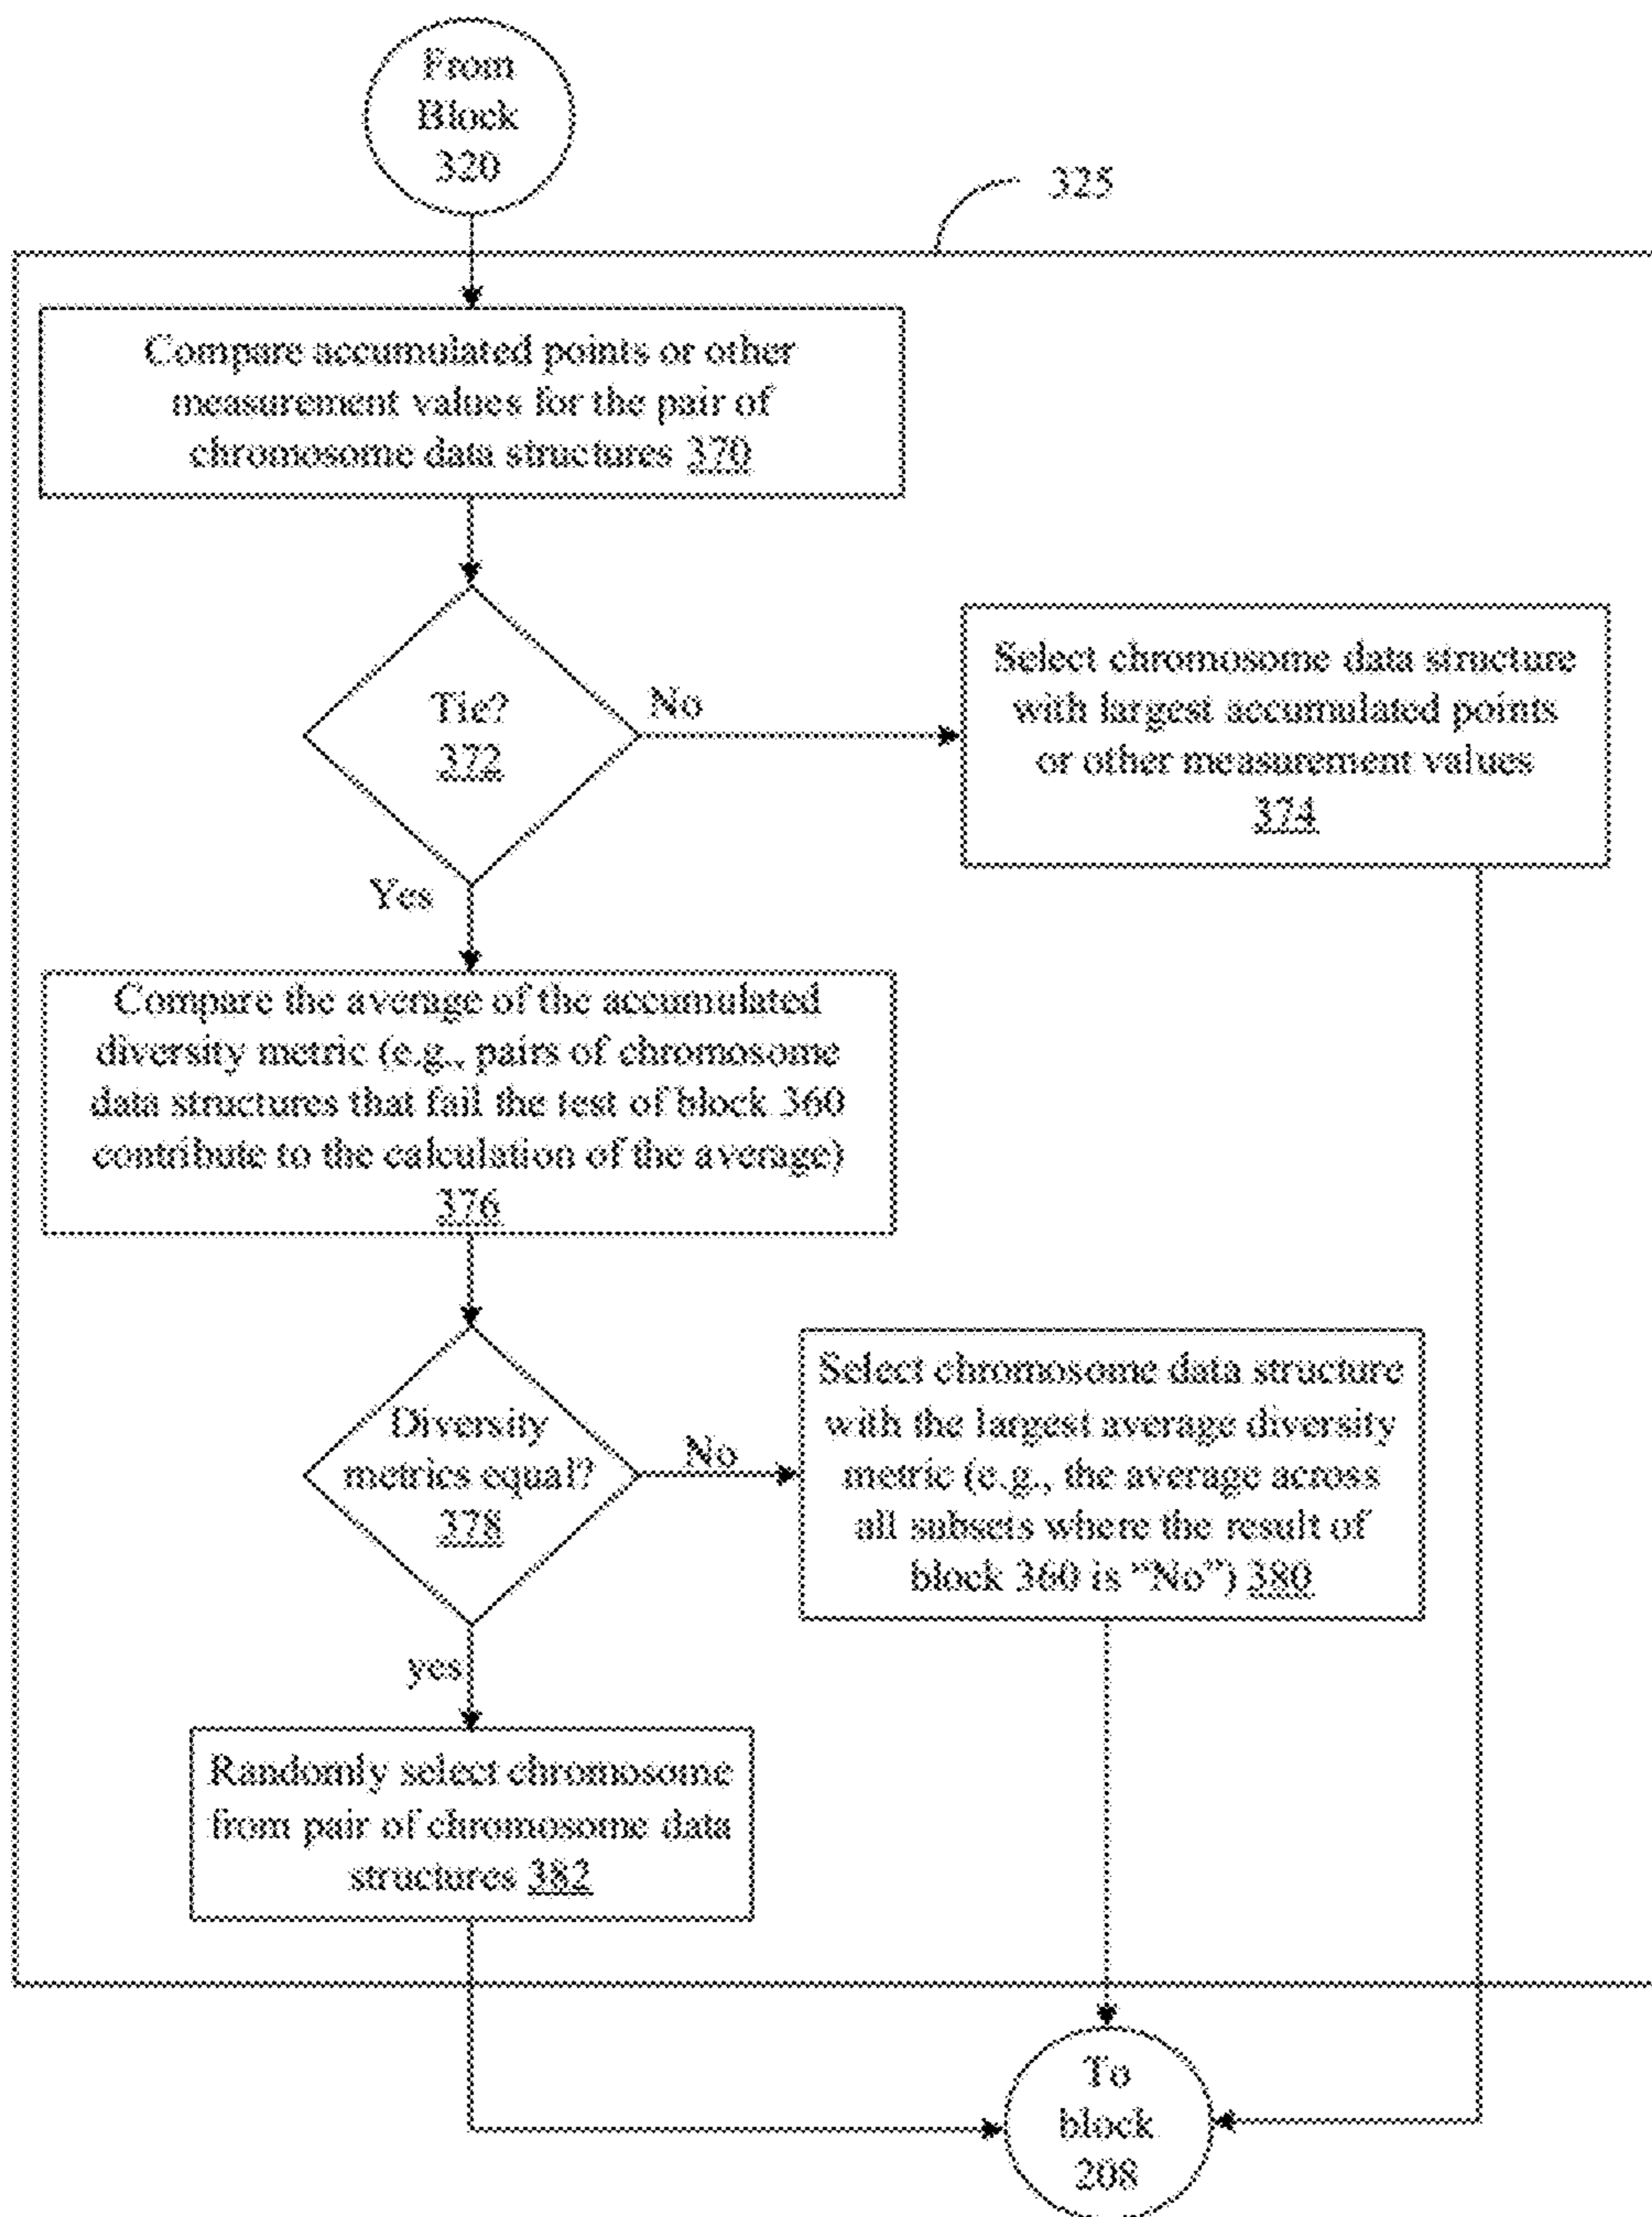 From
Block
320
325
Compare accumulated points or other
measurement values for the pair of
chromosome data structures 370
Tie?
372
No
Select chromosome data structure
with largest accumulated points
or other measurement values
374
Yes
Compare the average of the accumulated
diversity metric (e.g., pairs of chromosome
data structures that fail the test of block 360
contribute to the calculation of the average)
376
Diversity
metrics equal?
378
No
Select chromosome data structure
with the largest average diversity
metric (e.g., the average across
all subsets where the result of
block 360 is “No”) 380
yes
Randomly select chromosome
from pair of chromosome data
structures 382
To
block
208